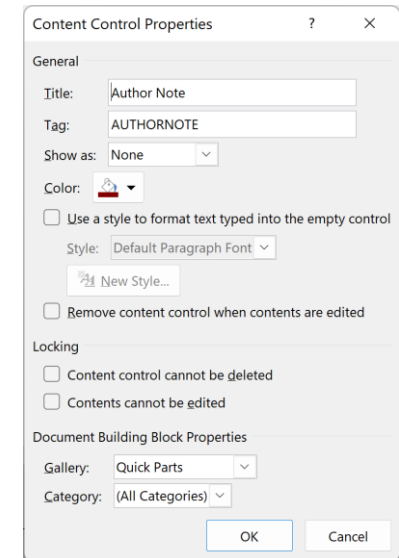 Content Control Properties ? ×
General
Title: Author Note
Tag: AUTHORNOTE
Show as: None
Color:
Use a style to format text typed into the empty control
Style: Default Paragraph Font
New Style...
Remove content control when contents are edited
Locking
Content control cannot be deleted
Contents cannot be edited
Document Building Block Properties
Gallery: Quick Parts
Category: (All Categories)
OK Cancel